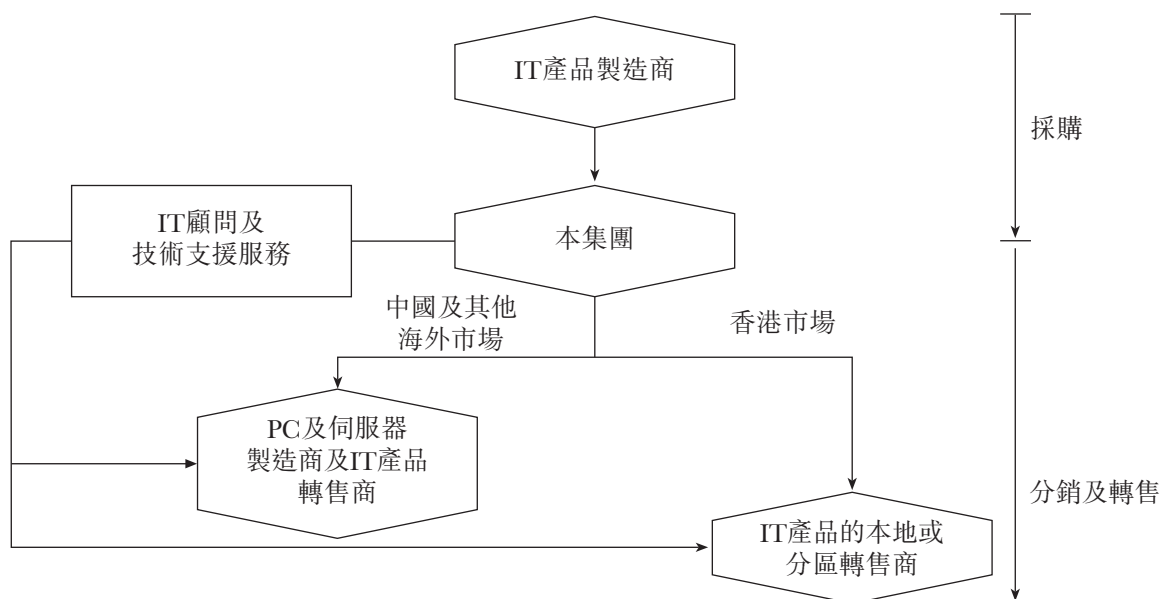 IT產品製造商
採購
IT顧問及
技術支援服務
本集團
中國及其他
海外市場
香港市場
PC及伺服器
製造商及IT產品
轉售商
分銷及轉售
IT產品的本地或
分區轉售商